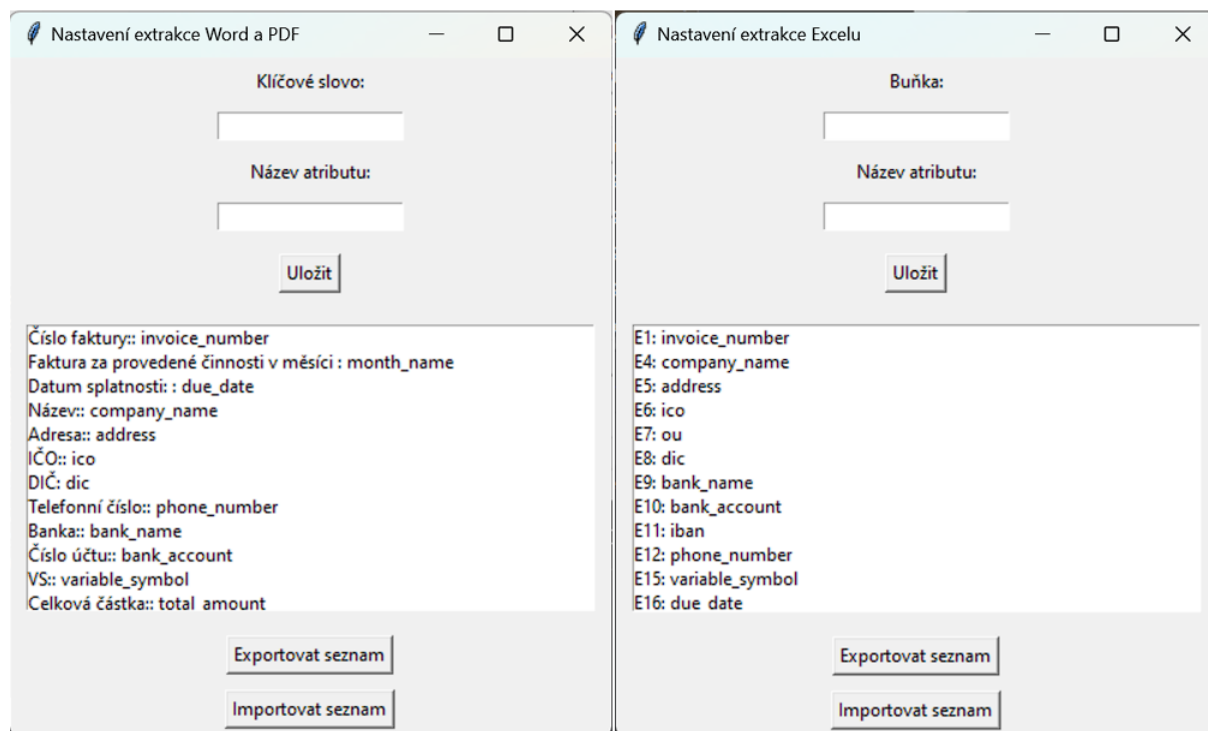 Nastavení extrakce Word a PDF
Klíčové slovo:
Název atributu:
Uložit
Číslo faktury:: invoice_number
Faktura za provedené činnosti v měsíci : month_name
Datum splatnosti: : due_date
Název:: company_name
Adresa:: address
IČO:: ico
DIČ: dic
Telefonní číslo:: phone_number
Banka:: bank_name
Číslo účtu:: bank_account
VS:: variable_symbol
Celková částka:: total_amount
Exportovat seznam
Importovat seznam
Nastavení extrakce Excelu
Buňka:
Název atributu:
Uložit
E1: invoice_number
E4: company_name
E5: address
E6: ico
E7: ou
E8: dic
E9: bank_name
E10: bank_account
E11: iban
E12: phone_number
E15: variable_symbol
E16: due_date
Exportovat seznam
Importovat seznam